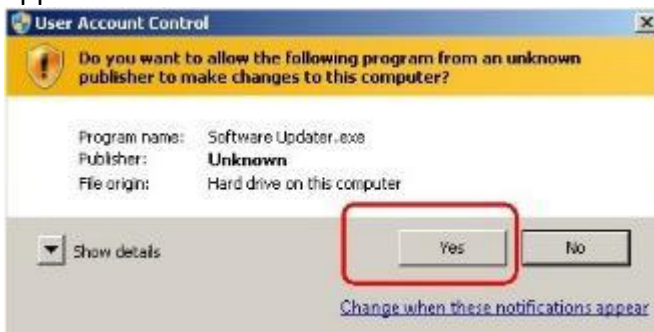 User Account Control
Do you want to allow the following program from an unknown
publisher to make changes to this computer?
Program name: Software Updater.exe
Publisher: Unknown
File origin: Hard drive on this computer
Show details
Yes
No
Change when these notifications appear